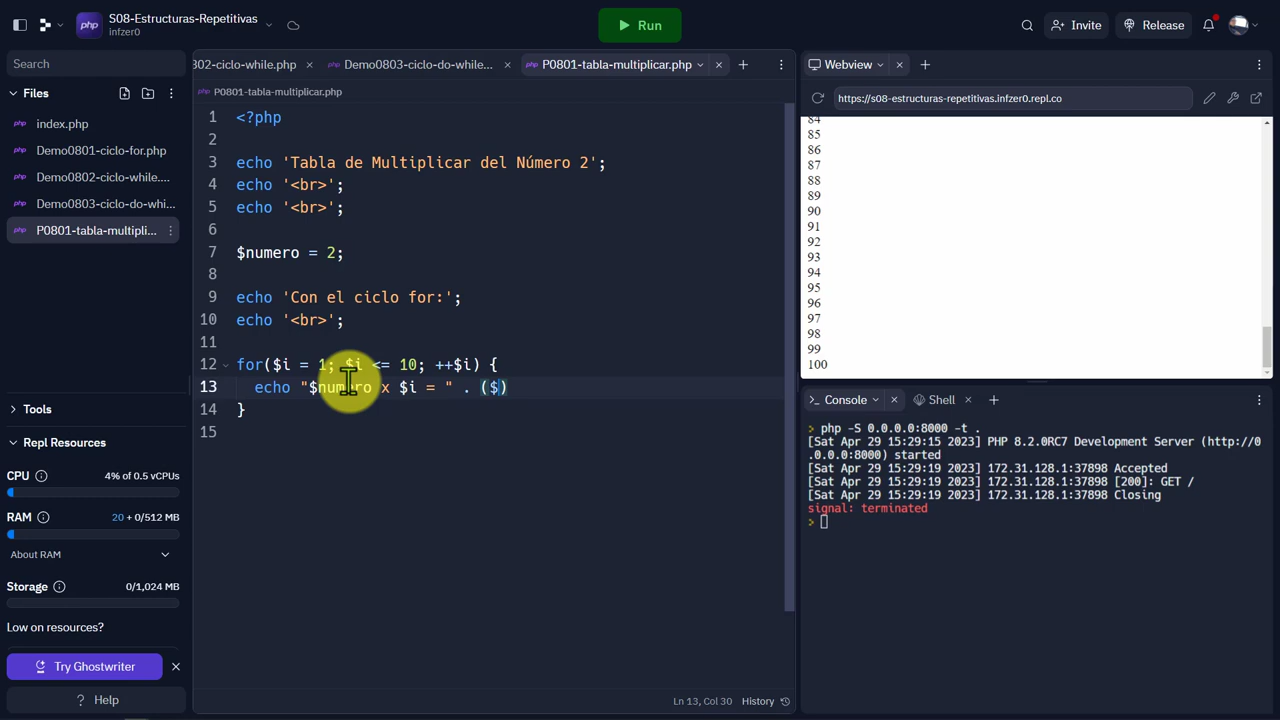 S08-Estructuras-Repetitivas
infzer0
Run
Invite
Release
Search
Files
index.php
Demo0801-ciclo-for.php
Demo0802-ciclo-while....
Demo0803-ciclo-do-whi...
P0801-tabla-multipli...
Tools
Repl Resources
CPU 4% of 0.5 vCPUs
RAM 20 + 0/512 MB
About RAM
Storage 0/1,024 MB
Low on resources?
Try Ghostwriter
? Help
802-ciclo-while.php
php Demo0803-ciclo-do-while...
php P0801-tabla-multiplicar.php
php P0801-tabla-multiplicar.php
1 <?php
2
3 echo 'Tabla de Multiplicar del Número 2';
4 echo '<br>';
5 echo '<br>';
6
7 $numero = 2;
8
9 echo 'Con el ciclo for:';
10 echo '<br>';
11
12 for($i = 1; $i <= 10; ++$i) {
13 echo "$numero x $i = " . ($)
14 }
15
Ln 13, Col 30 History
Webview
https://s08-estructuras-repetitivas.infzer0.repl.co
84
85
86
87
88
89
90
91
92
93
94
95
96
97
98
99
100
Console
Shell
> php -S 0.0.0.0:8000 -t .
[Sat Apr 29 15:29:15 2023] PHP 8.2.0RC7 Development Server (http://0
.0.0.0:8000) started
[Sat Apr 29 15:29:19 2023] 172.31.128.1:37898 Accepted
[Sat Apr 29 15:29:19 2023] 172.31.128.1:37898 [200]: GET /
[Sat Apr 29 15:29:19 2023] 172.31.128.1:37898 Closing
signal: terminated
>